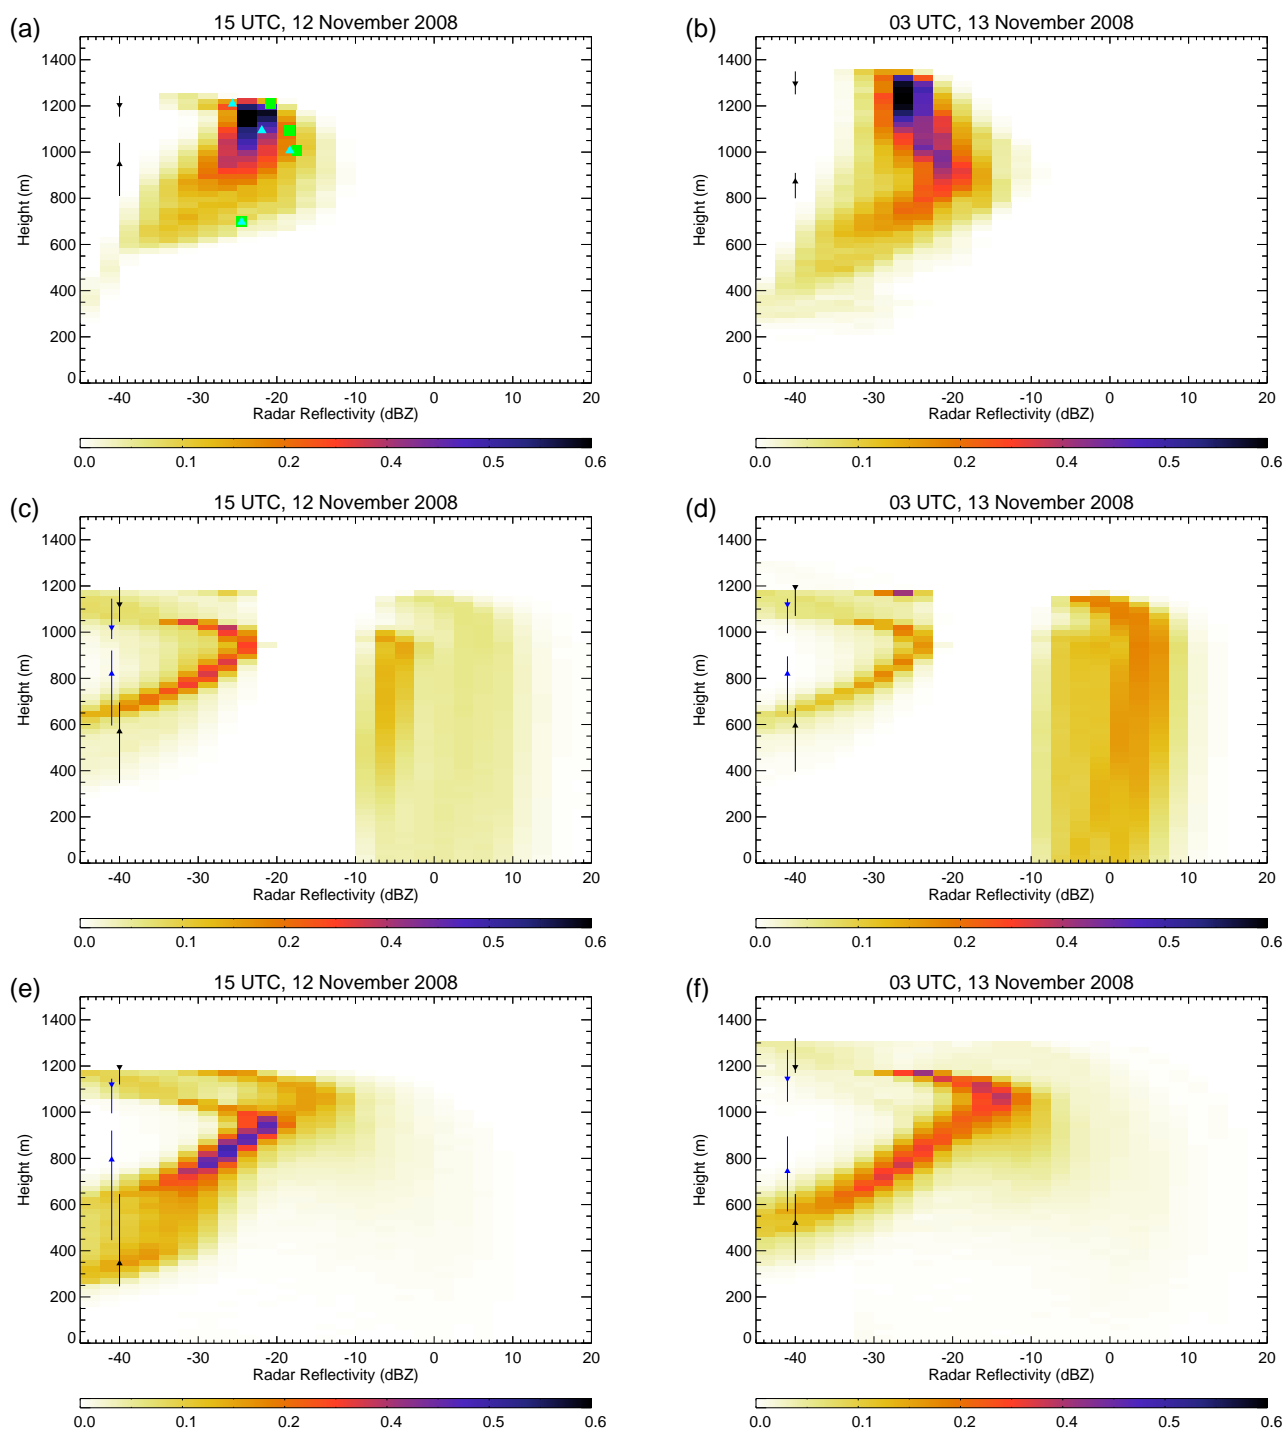 (a) 15 UTC, 12 November 2008
1400
1200
1000
800
600
400
200
0
Height (m)
-40 -30 -20 -10 0 10 20
Radar Reflectivity (dBZ)
0.0 0.1 0.2 0.4 0.5 0.6
(b) 03 UTC, 13 November 2008
1400
1200
1000
800
600
400
200
0
Height (m)
-40 -30 -20 -10 0 10 20
Radar Reflectivity (dBZ)
0.0 0.1 0.2 0.4 0.5 0.6
(c) 15 UTC, 12 November 2008
1400
1200
1000
800
600
400
200
0
Height (m)
-40 -30 -20 -10 0 10 20
Radar Reflectivity (dBZ)
0.0 0.1 0.2 0.4 0.5 0.6
(d) 03 UTC, 13 November 2008
1400
1200
1000
800
600
400
200
0
Height (m)
-40 -30 -20 -10 0 10 20
Radar Reflectivity (dBZ)
0.0 0.1 0.2 0.4 0.5 0.6
(e) 15 UTC, 12 November 2008
1400
1200
1000
800
600
400
200
0
Height (m)
-40 -30 -20 -10 0 10 20
Radar Reflectivity (dBZ)
0.0 0.1 0.2 0.4 0.5 0.6
(f) 03 UTC, 13 November 2008
1400
1200
1000
800
600
400
200
0
Height (m)
-40 -30 -20 -10 0 10 20
Radar Reflectivity (dBZ)
0.0 0.1 0.2 0.4 0.5 0.6